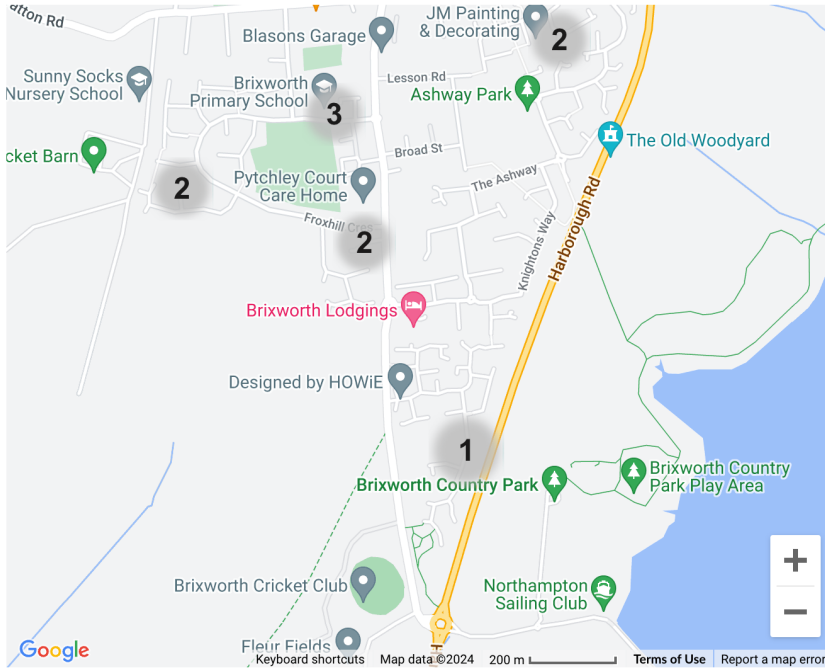 atton Rd
Blasons Garage
JM Painting
& Decorating
2
Sunny Socks
Nursery School
Brixworth
Primary School
3
Lesson Rd
Ashway Park
The Old Woodyard
cket Barn
Broad St
2
Pytchley Court
Care Home
The Ashway
Froxhill Cres
2
Knightons Way
Harborough Rd
Brixworth Lodgings
Designed by HOWiE
1
Brixworth Country Park
Brixworth Country
Park Play Area
Brixworth Cricket Club
Northampton
Sailing Club
+
−
Fleur Fields
H
Google
Keyboard shortcuts
Map data ©2024
200 m
Terms of Use
Report a map error